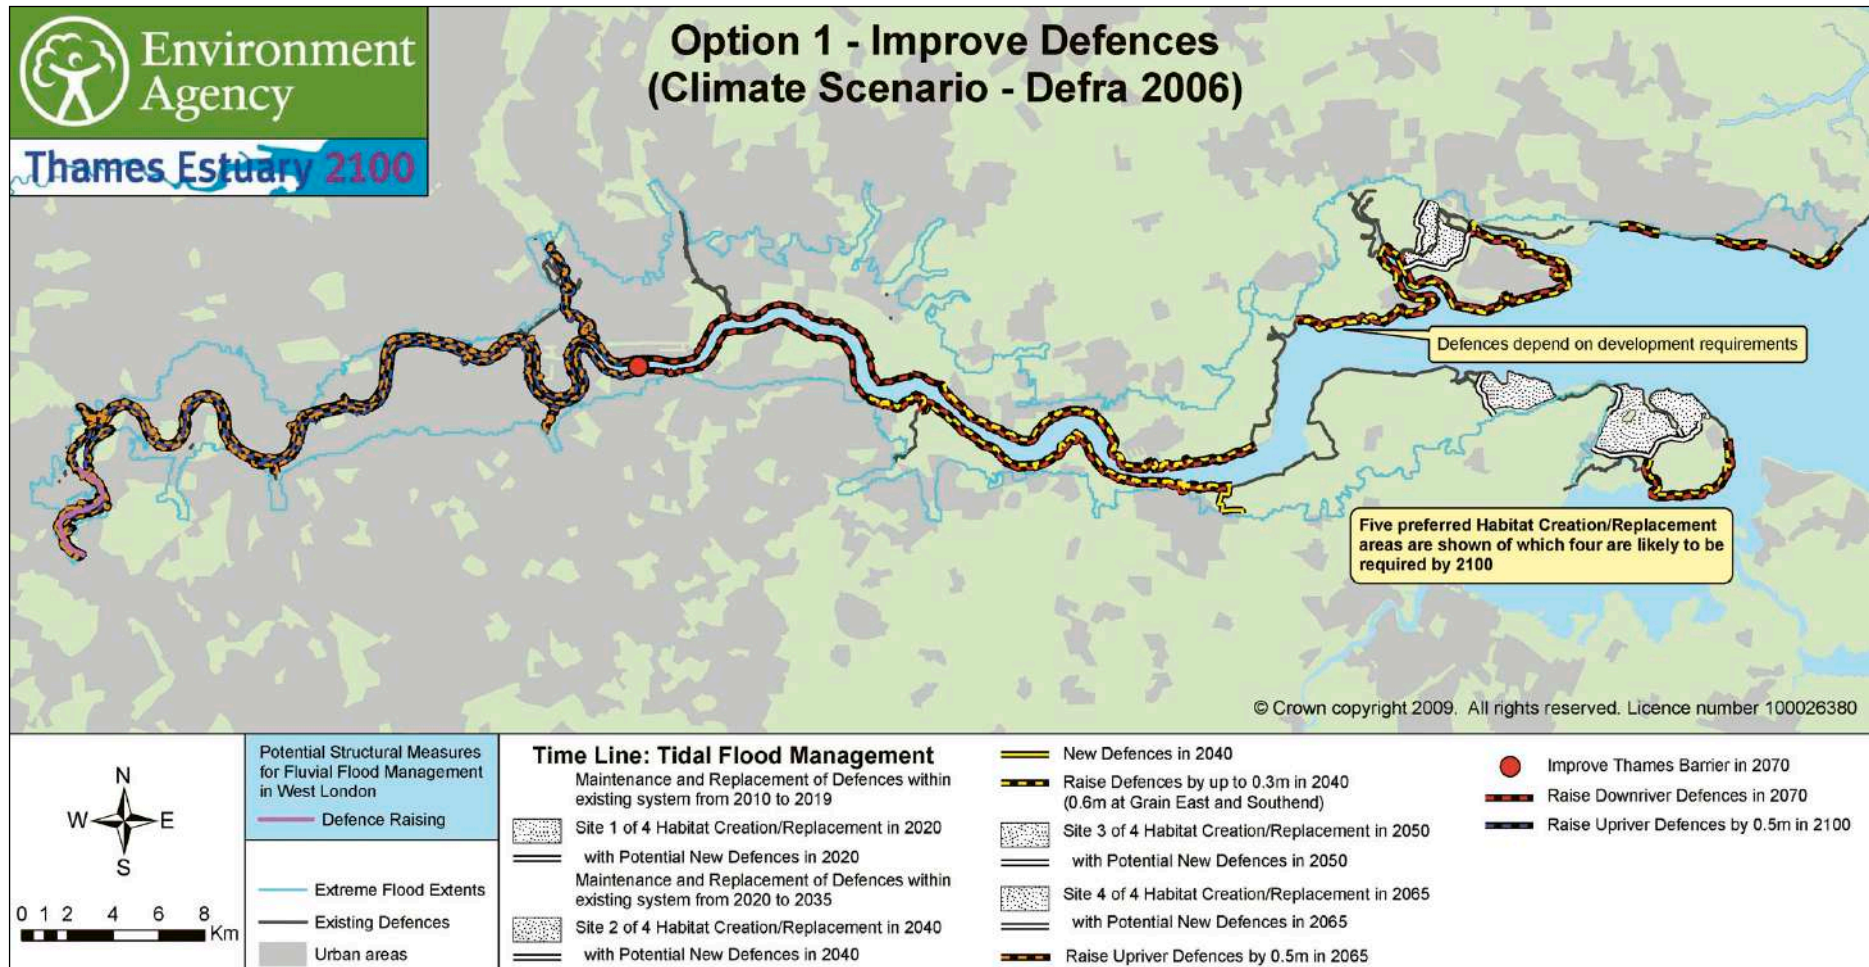 Environment
Agency
Thames Estuary 2100
Option 1 - Improve Defences
(Climate Scenario - Defra 2006)
Defences depend on development requirements
Five preferred Habitat Creation/Replacement
areas are shown of which four are likely to be
required by 2100
© Crown copyright 2009. All rights reserved. Licence number 100026380
N
W E
S
0 1 2 4 6 8
Km
Potential Structural Measures
for Fluvial Flood Management
in West London
Defence Raising
Extreme Flood Extents
Existing Defences
Urban areas
Time Line: Tidal Flood Management
Maintenance and Replacement of Defences within
existing system from 2010 to 2019
Site 1 of 4 Habitat Creation/Replacement in 2020
with Potential New Defences in 2020
Maintenance and Replacement of Defences within
existing system from 2020 to 2035
Site 2 of 4 Habitat Creation/Replacement in 2040
with Potential New Defences in 2040
New Defences in 2040
Raise Defences by up to 0.3m in 2040
(0.6m at Grain East and Southend)
Site 3 of 4 Habitat Creation/Replacement in 2050
with Potential New Defences in 2050
Site 4 of 4 Habitat Creation/Replacement in 2065
with Potential New Defences in 2065
Raise Upriver Defences by 0.5m in 2065
Improve Thames Barrier in 2070
Raise Downriver Defences in 2070
Raise Upriver Defences by 0.5m in 2100